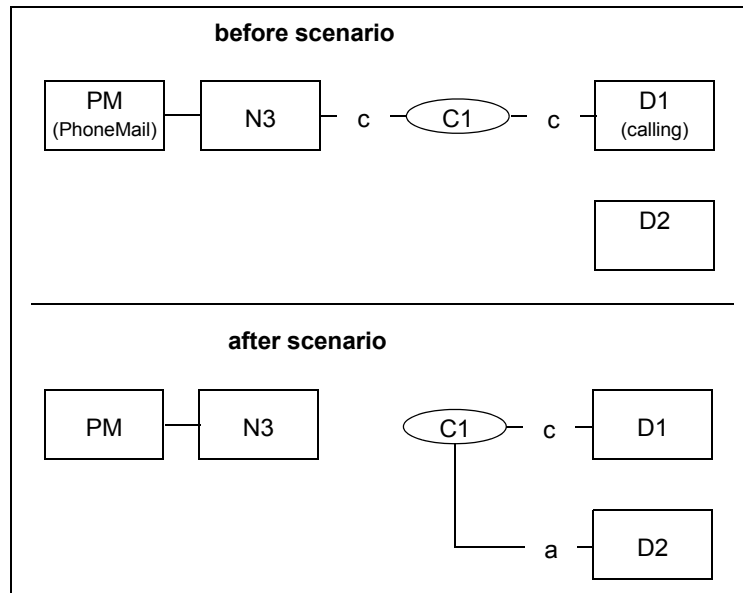 before scenario
PM
(PhoneMail)
N3
c
C1
c
D1
(calling)
D2
after scenario
PM
N3
C1
c
D1
a
D2